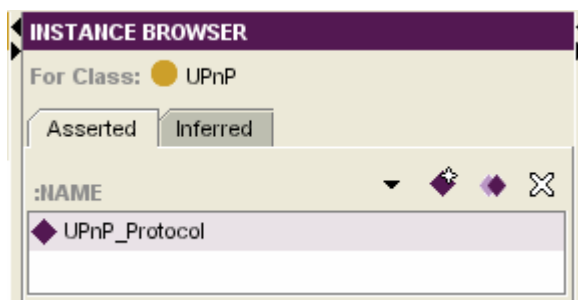 INSTANCE BROWSER
For Class: UPnP
Asserted Inferred
:NAME
UPnP_Protocol